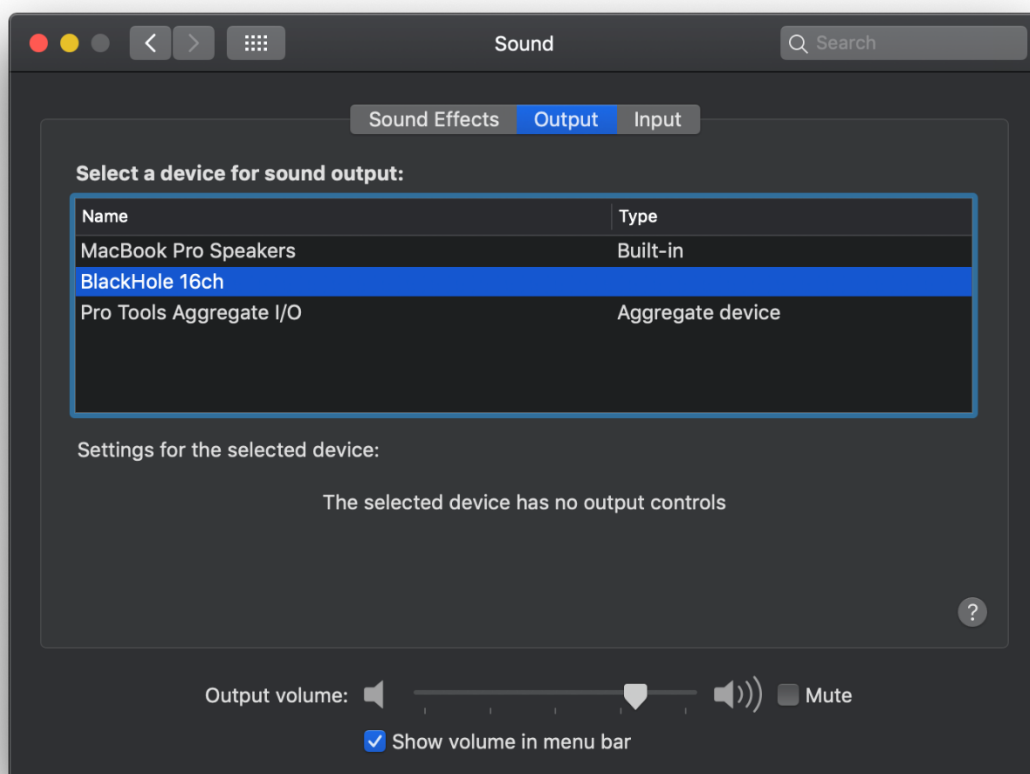 Sound
Search
Sound Effects Output Input
Select a device for sound output:
Name Type
MacBook Pro Speakers Built-in
BlackHole 16ch
Pro Tools Aggregate I/O Aggregate device
Settings for the selected device:
The selected device has no output controls
?
Output volume: Mute
Show volume in menu bar